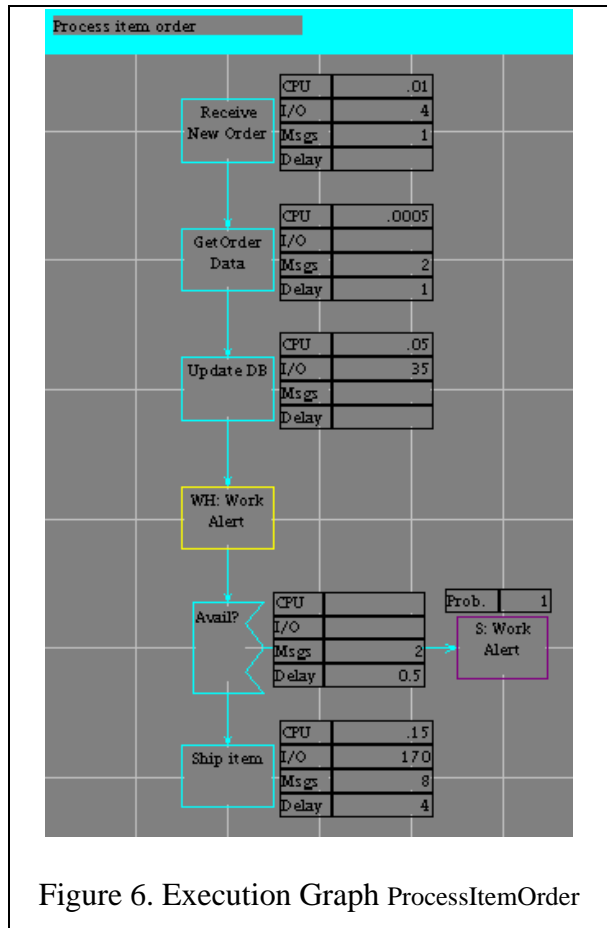 Process item order
CPU .01
Receive
New Order
I/O 4
Msgs 1
Delay
CPU .0005
GetOrder
Data
I/O
Msgs 2
Delay 1
CPU .05
Update DB
I/O 35
Msgs
Delay
WH: Work
Alert
Avail?
CPU
I/O
Msgs 2
Delay 0.5
Prob. 1
S: Work
Alert
CPU .15
Ship item
I/O 170
Msgs 8
Delay 4
Figure 6. Execution Graph ProcessItemOrder